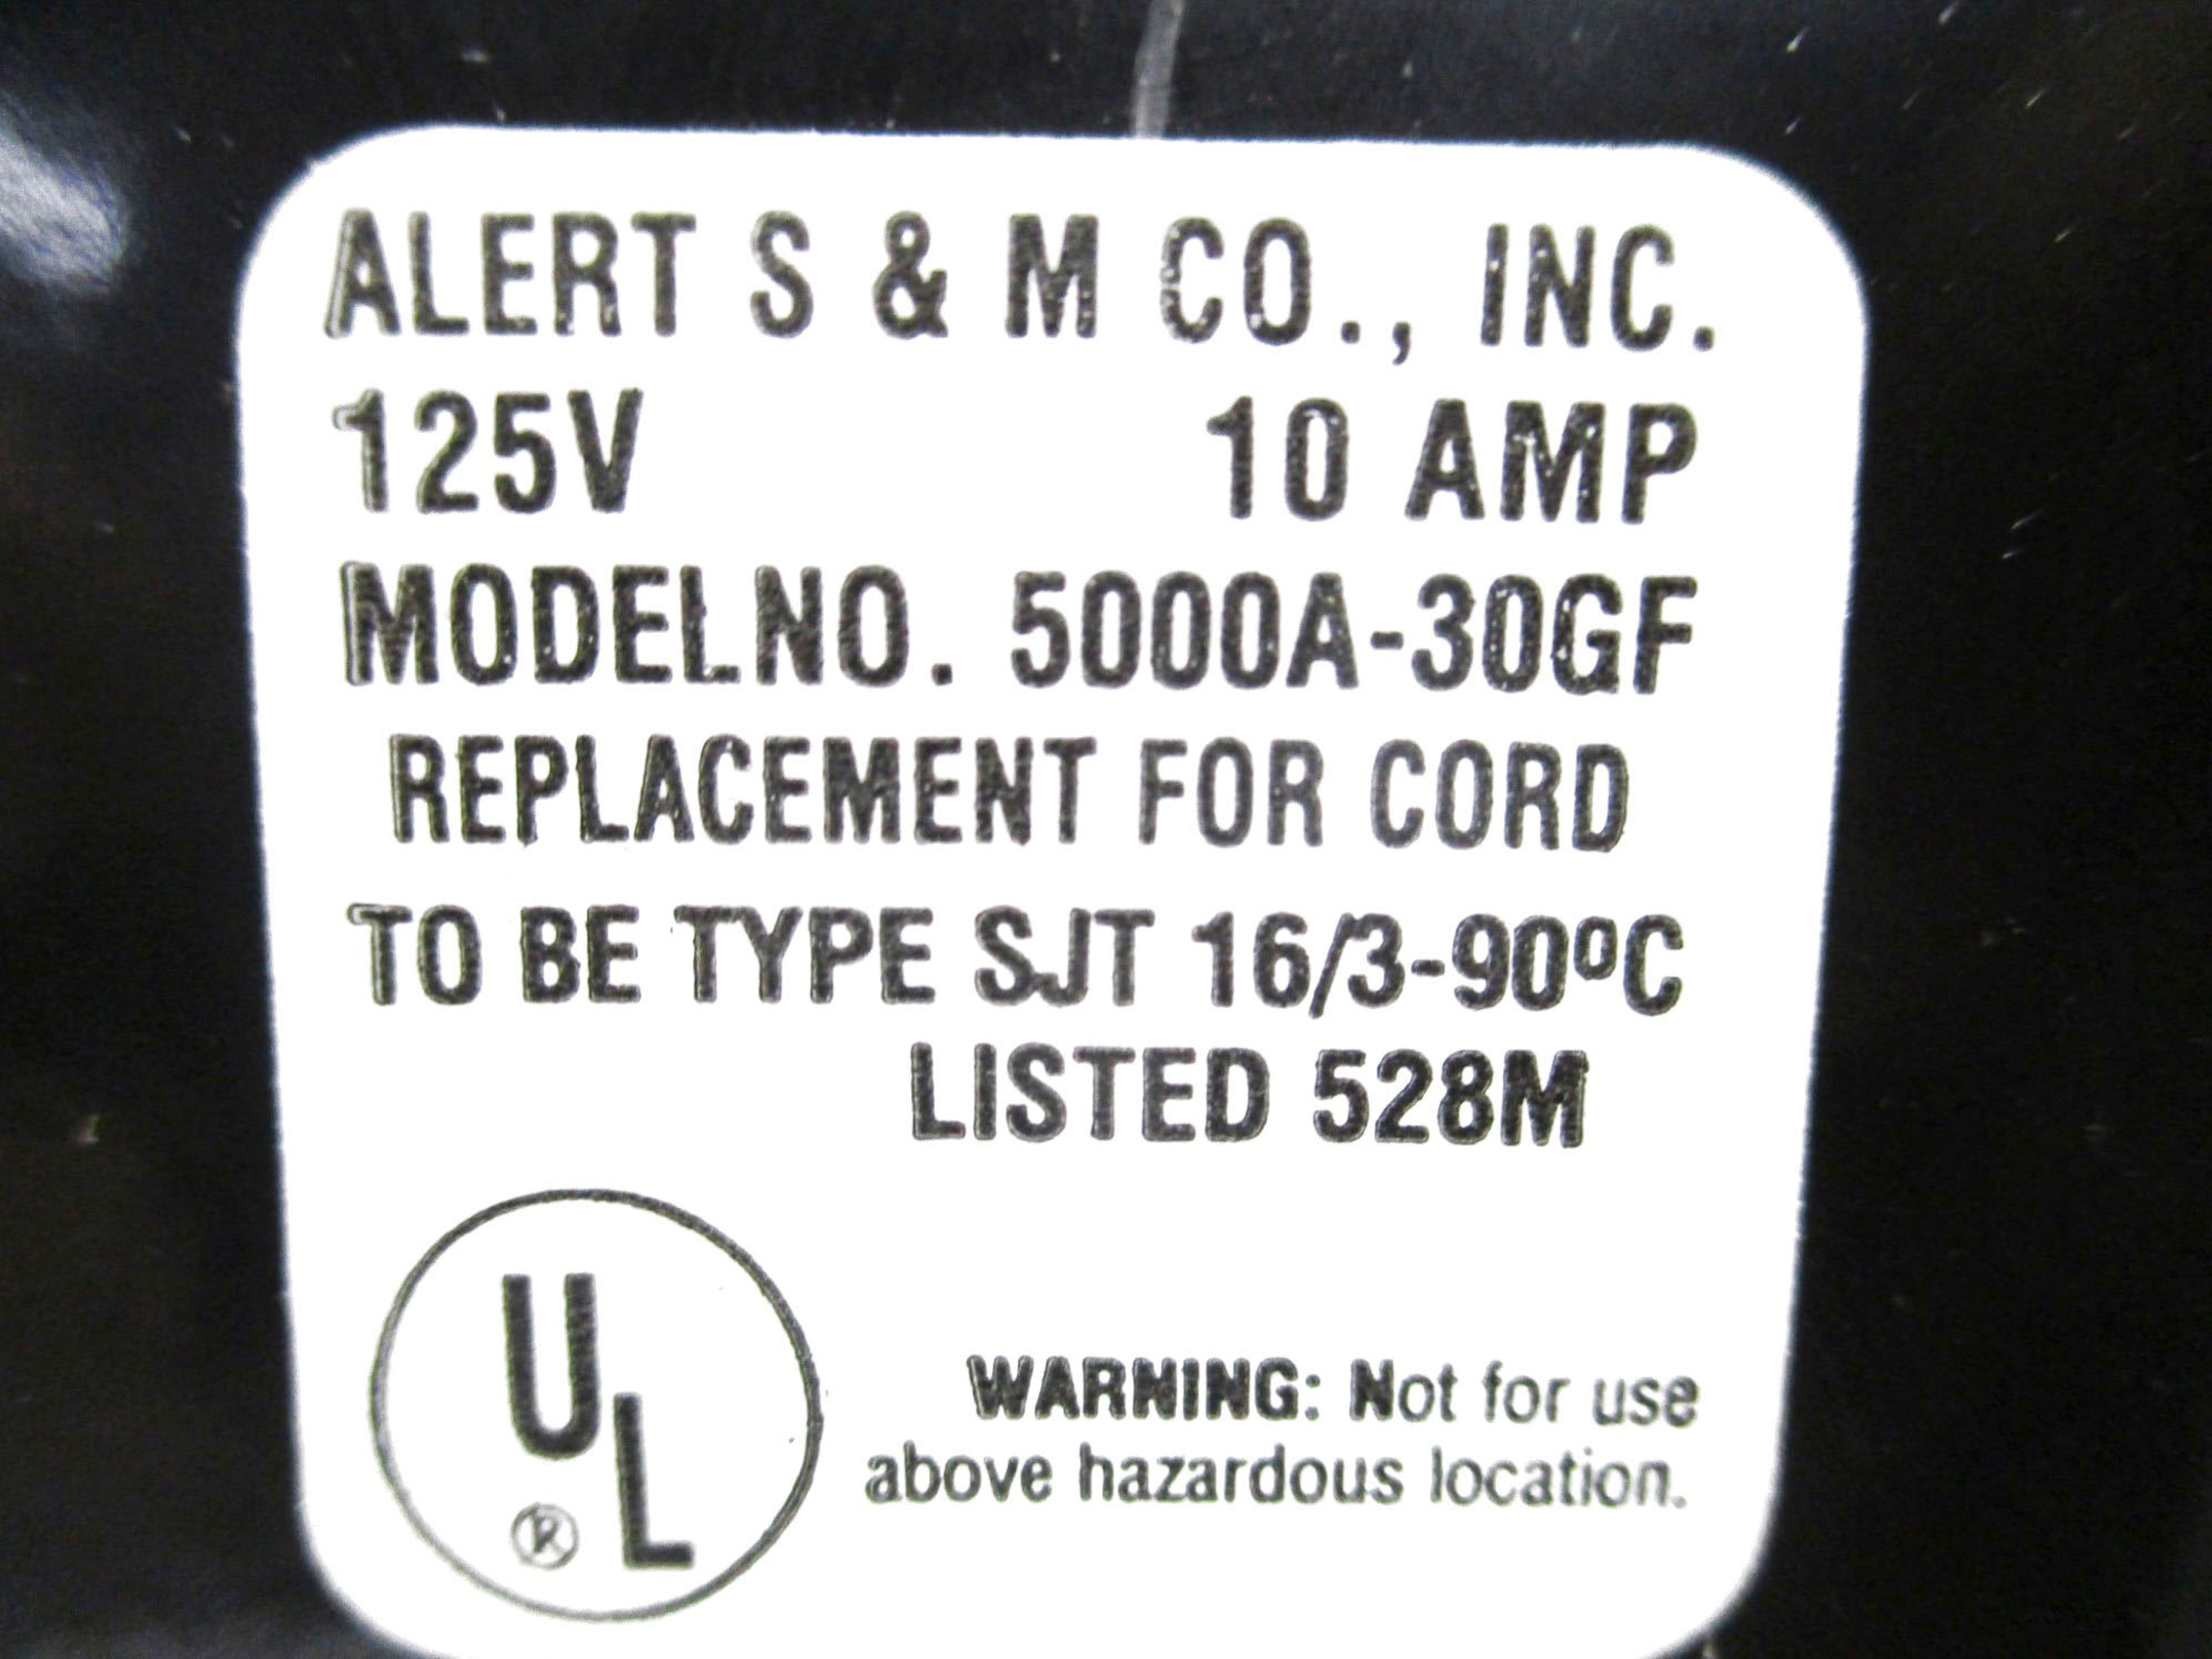 ALERT S & M CO., INC.
125V 10 AMP
MODELNO. 5000A-30GF
REPLACEMENT FOR CORD
TO BE TYPE SJT 16/3-90ºC
LISTED 528M
UL
®
WARNING: Not for use
above hazardous location.